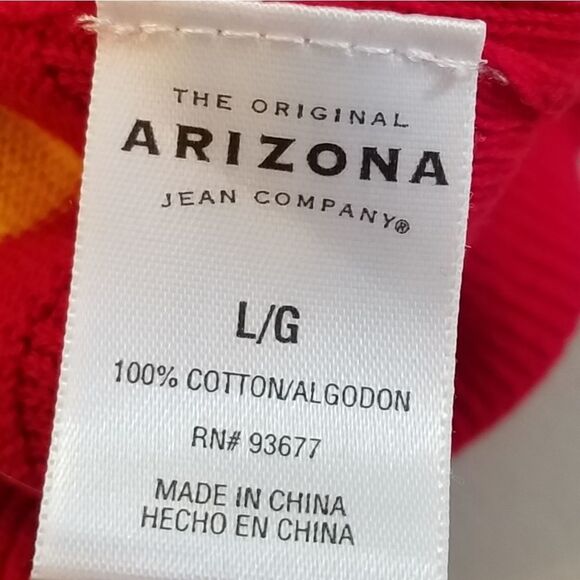 THE ORIGINAL
ARIZONA
JEAN COMPANY®
L/G
100% COTTON/ALGODON
RN# 93677
MADE IN CHINA
HECHO EN CHINA